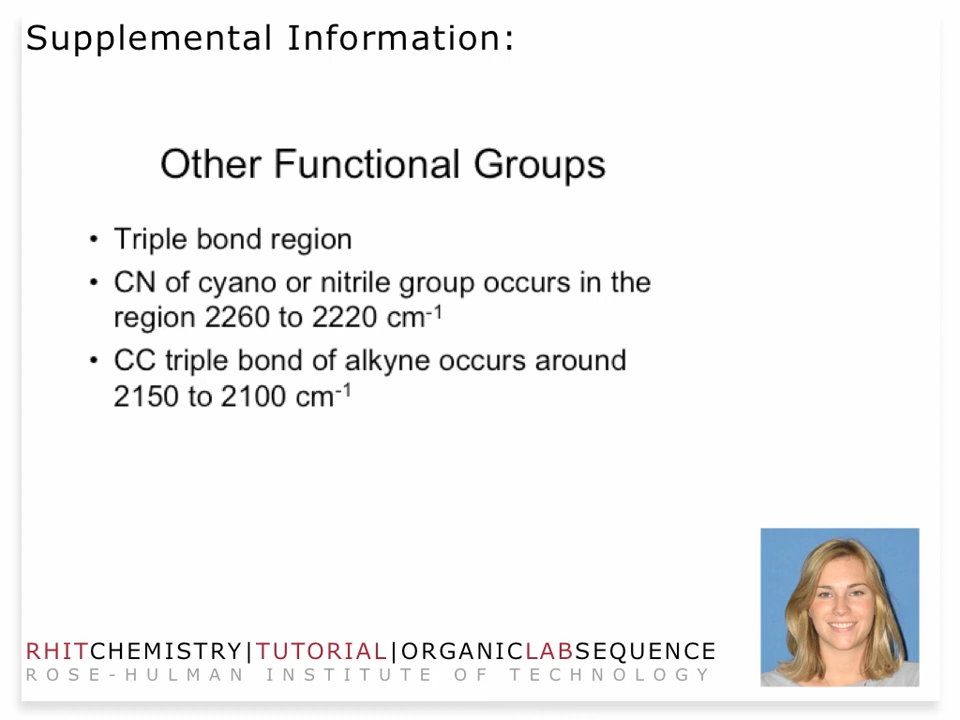 Supplemental Information:
Other Functional Groups
• Triple bond region
• CN of cyano or nitrile group occurs in the
region 2260 to 2220 cm-1
• CC triple bond of alkyne occurs around
2150 to 2100 cm-1
RHITCHEMISTRY|TUTORIAL|ORGANICLABSEQUENCE
ROSE-HULMAN INSTITUTE OF TECHNOLOGY